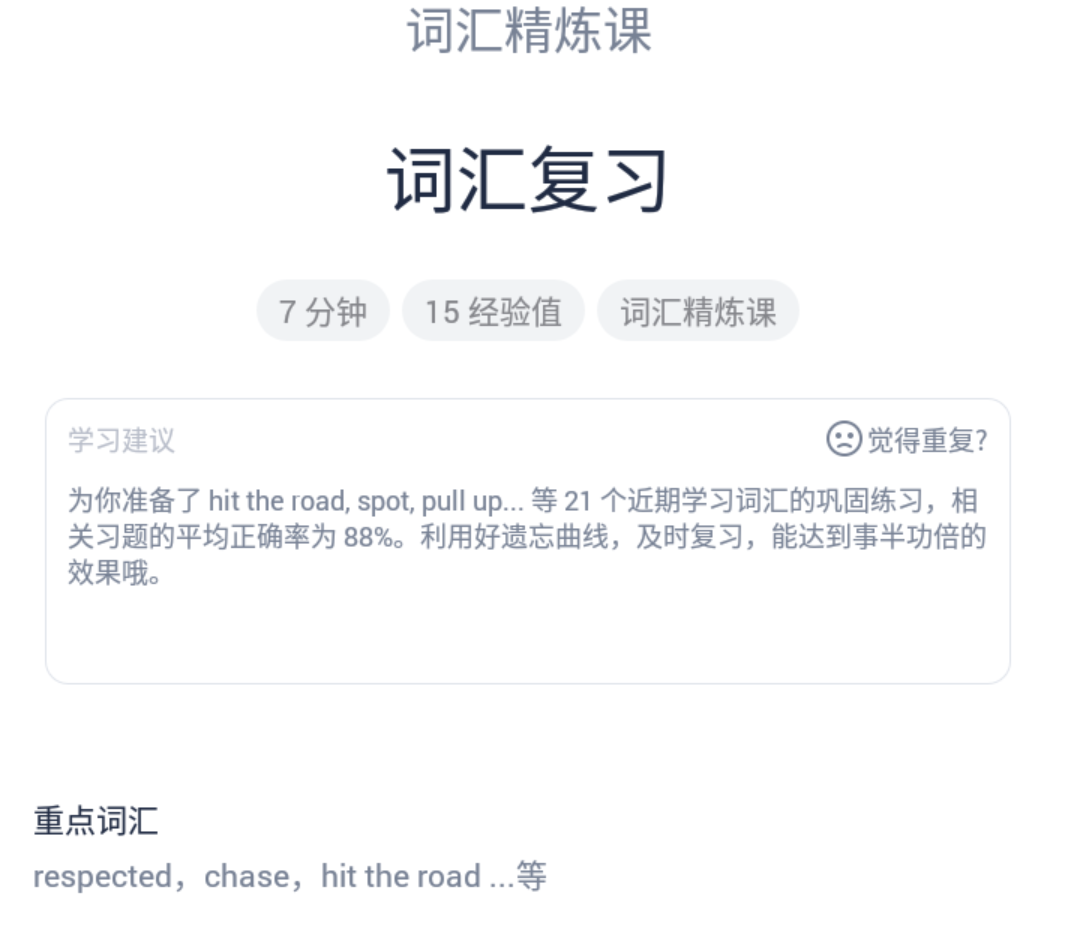 词汇精炼课
词汇复习
7 分钟
15 经验值
词汇精炼课
学习建议
觉得重复?
为你准备了 hit the road, spot, pull up... 等 21 个近期学习词汇的巩固练习，相
关习题的平均正确率为 88%。利用好遗忘曲线，及时复习，能达到事半功倍的
效果哦。
重点词汇
respected，chase，hit the road ...等